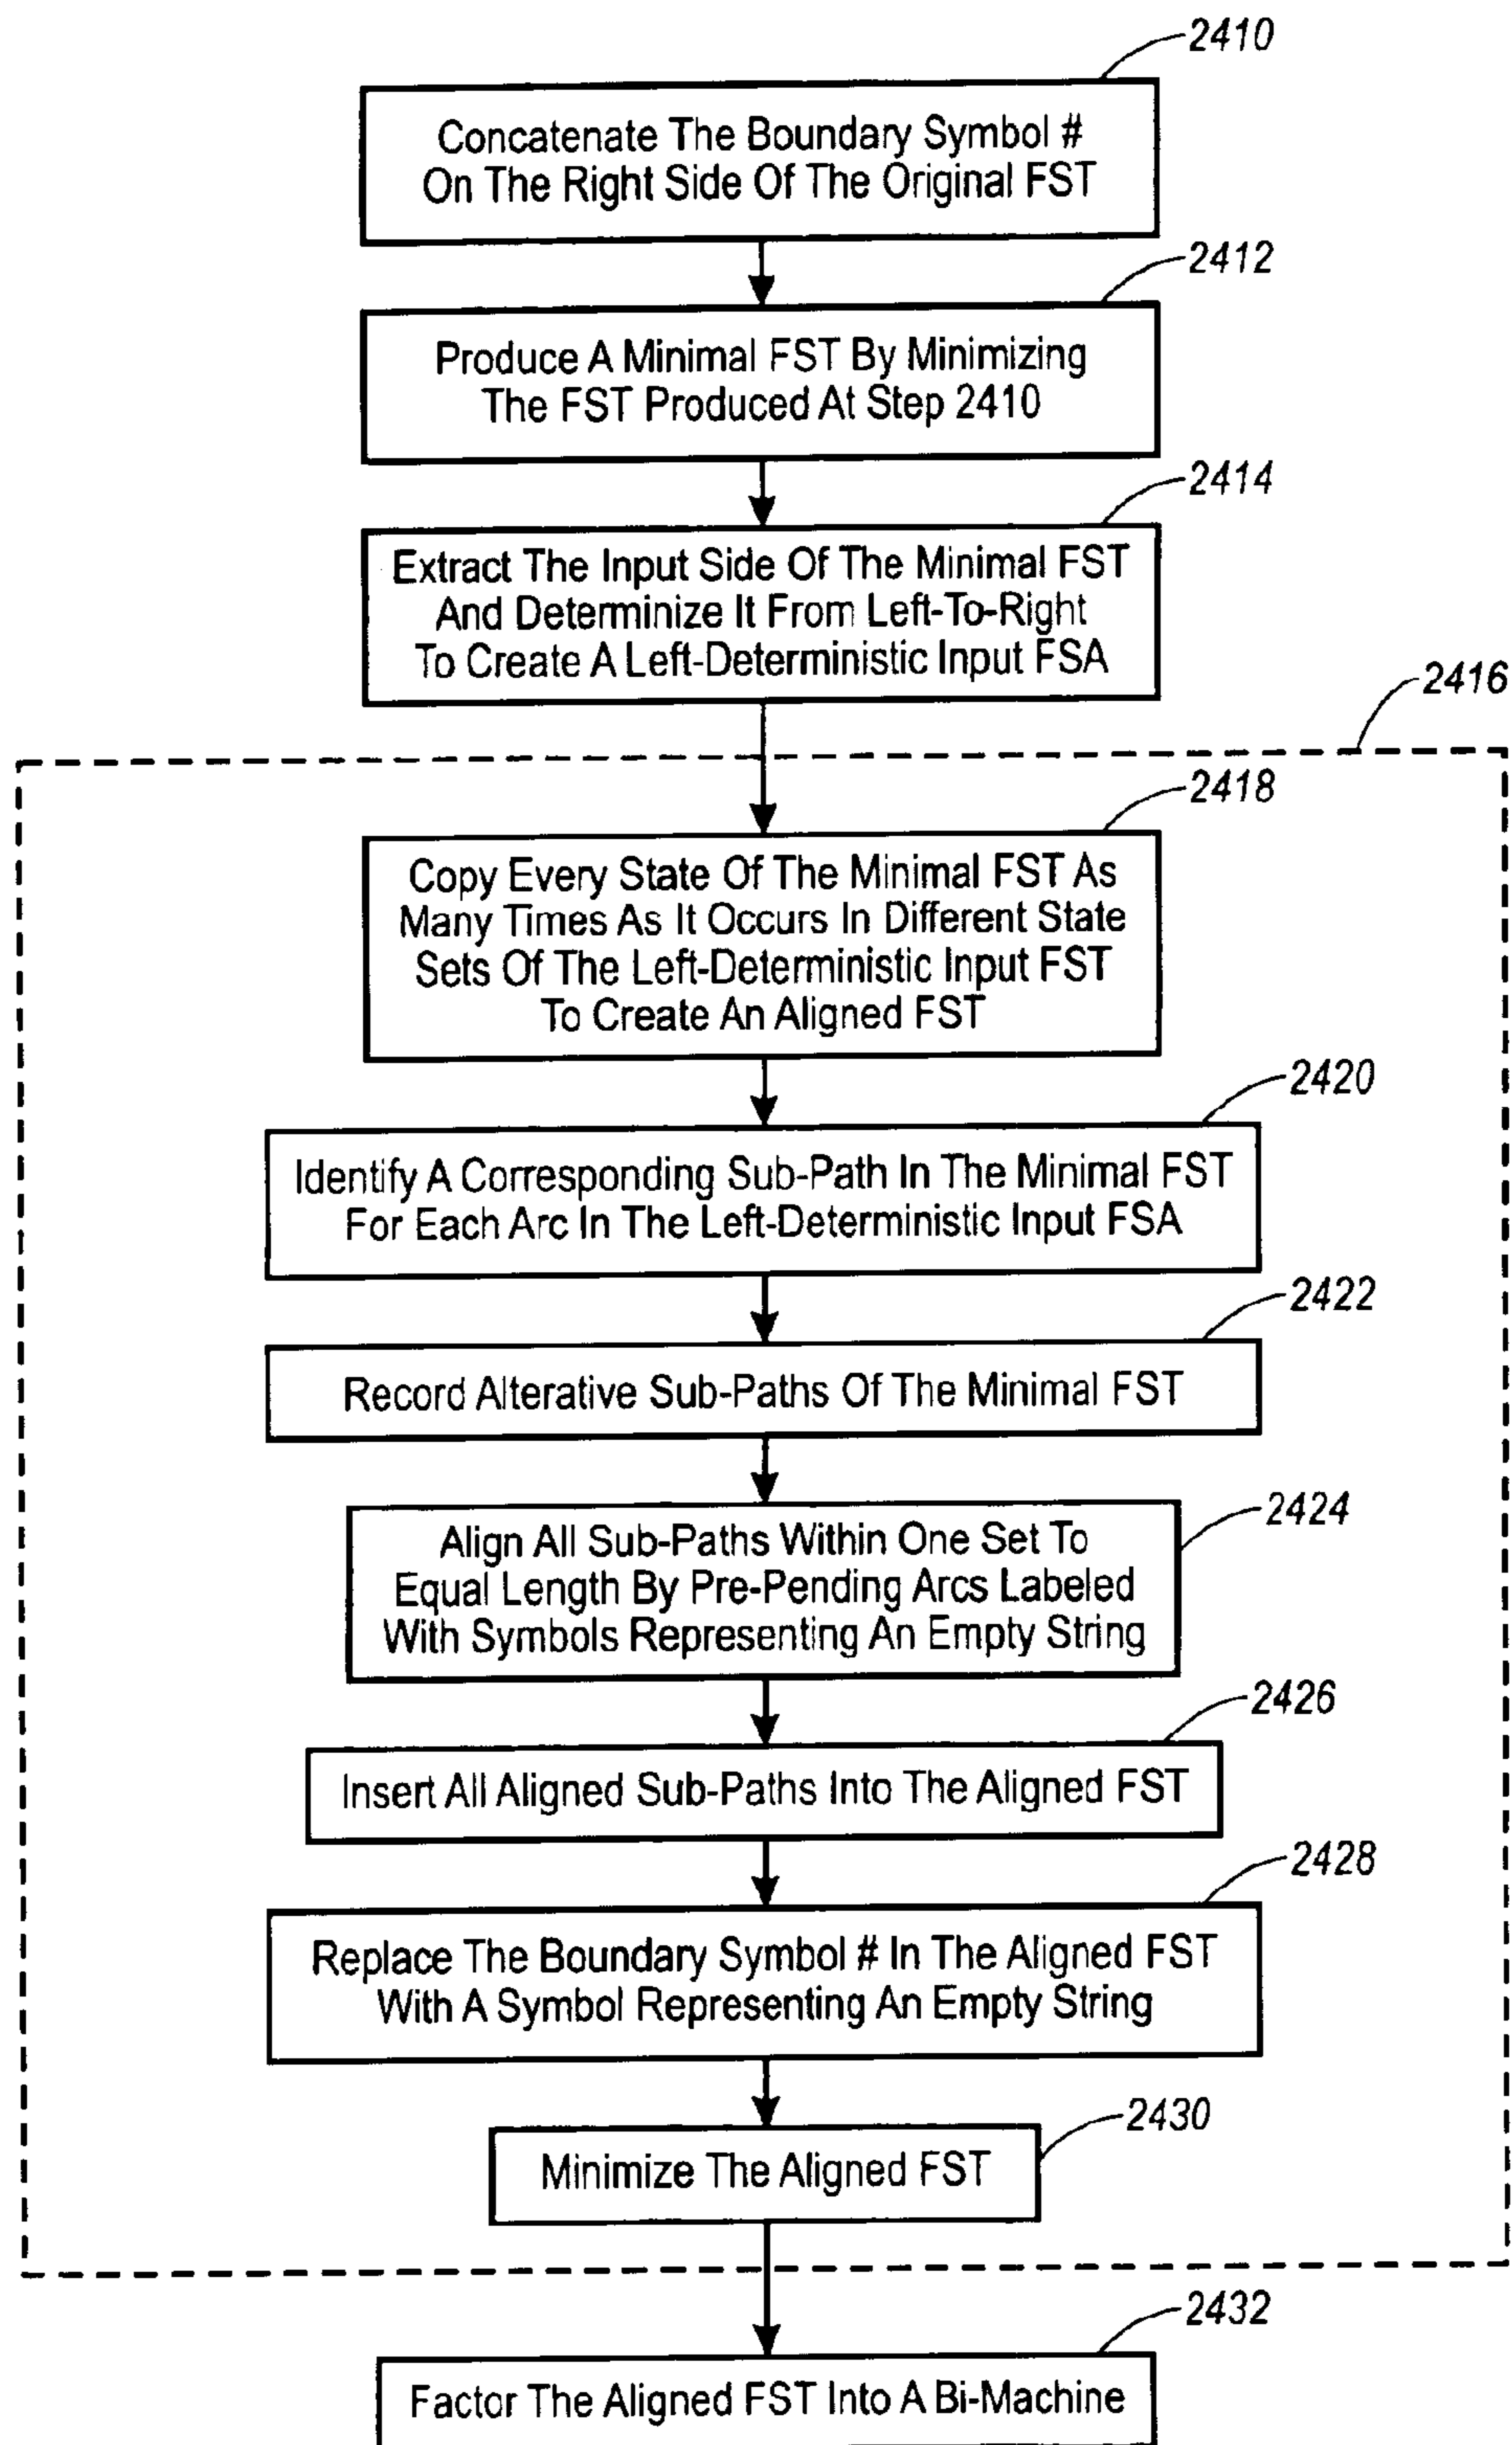 2410
Concatenate The Boundary Symbol #
On The Right Side Of The Original FST
2412
Produce A Minimal FST By Minimizing
The FST Produced At Step 2410
2414
Extract The Input Side Of The Minimal FST
And Determinize It From Left-To-Right
To Create A Left-Deterministic Input FSA
2416
2418
Copy Every State Of The Minimal FST As
Many Times As It Occurs In Different State
Sets Of The Left-Deterministic Input FST
To Create An Aligned FST
2420
Identify A Corresponding Sub-Path In The Minimal FST
For Each Arc In The Left-Deterministic Input FSA
2422
Record Alterative Sub-Paths Of The Minimal FST
2424
Align All Sub-Paths Within One Set To
Equal Length By Pre-Pending Arcs Labeled
With Symbols Representing An Empty String
2426
Insert All Aligned Sub-Paths Into The Aligned FST
2428
Replace The Boundary Symbol # In The Aligned FST
With A Symbol Representing An Empty String
2430
Minimize The Aligned FST
2432
Factor The Aligned FST Into A Bi-Machine